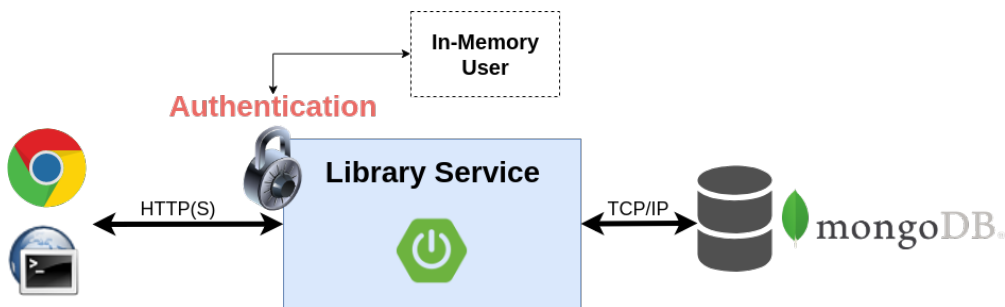 In-Memory
User
Authentication
Library Service
HTTP(S)
TCP/IP
mongoDB®
>_